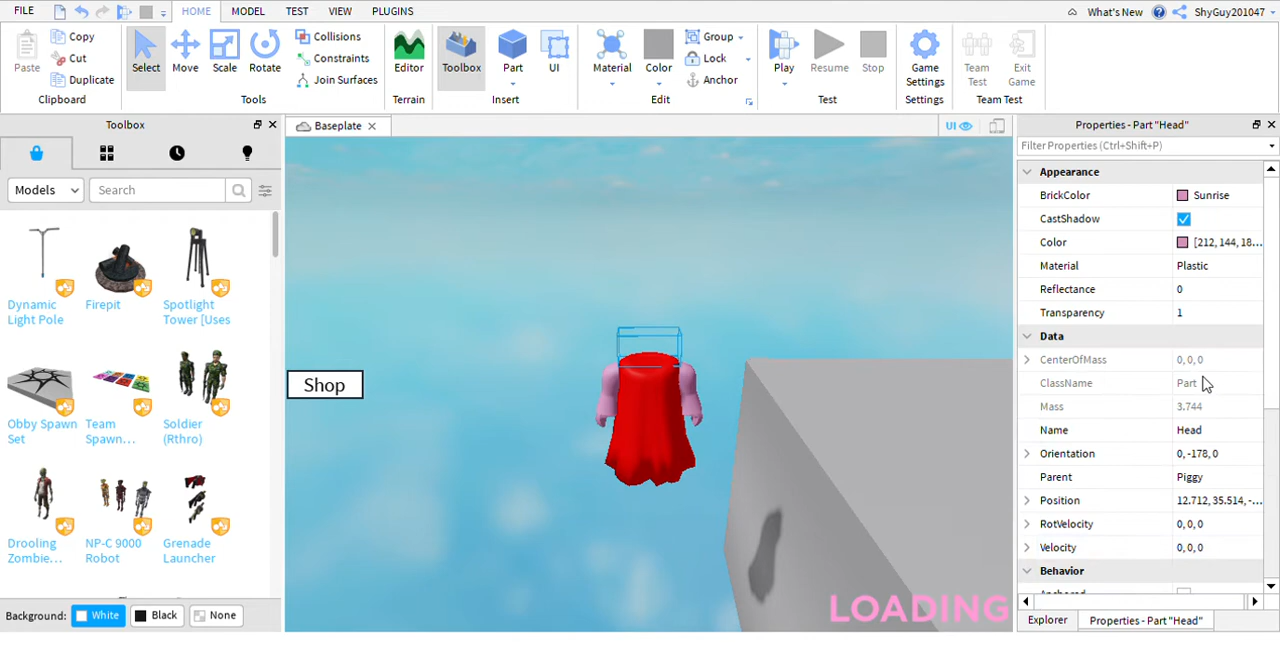 FILE HOME MODEL TEST VIEW PLUGINS What's New ShyGuy201047
Paste Copy Cut Duplicate Clipboard
Select Move Scale Rotate Collisions Constraints Join Surfaces Tools
Editor Terrain
Toolbox Part UI Insert
Material Color Group Lock Anchor Edit
Play Resume Stop Test
Game Settings Settings
Team Test Exit Game Team Test
Toolbox
Models Search
Dynamic Light Pole
Firepit
Spotlight Tower [Uses
Obby Spawn Set
Team Spawn...
Soldier (Rthro)
Drooling Zombie...
NP-C 9000 Robot
Grenade Launcher
Background: White Black None
Baseplate UI
Shop
LOADING
Properties - Part "Head"
Filter Properties (Ctrl+Shift+P)
Appearance
BrickColor Sunrise
CastShadow
Color [212, 144, 18...
Material Plastic
Reflectance 0
Transparency 1
Data
CenterOfMass 0, 0, 0
ClassName Part
Mass 3.744
Name Head
Orientation 0, -178, 0
Parent Piggy
Position 12.712, 35.514, -...
RotVelocity 0, 0, 0
Velocity 0, 0, 0
Behavior
Explorer Properties - Part "Head"